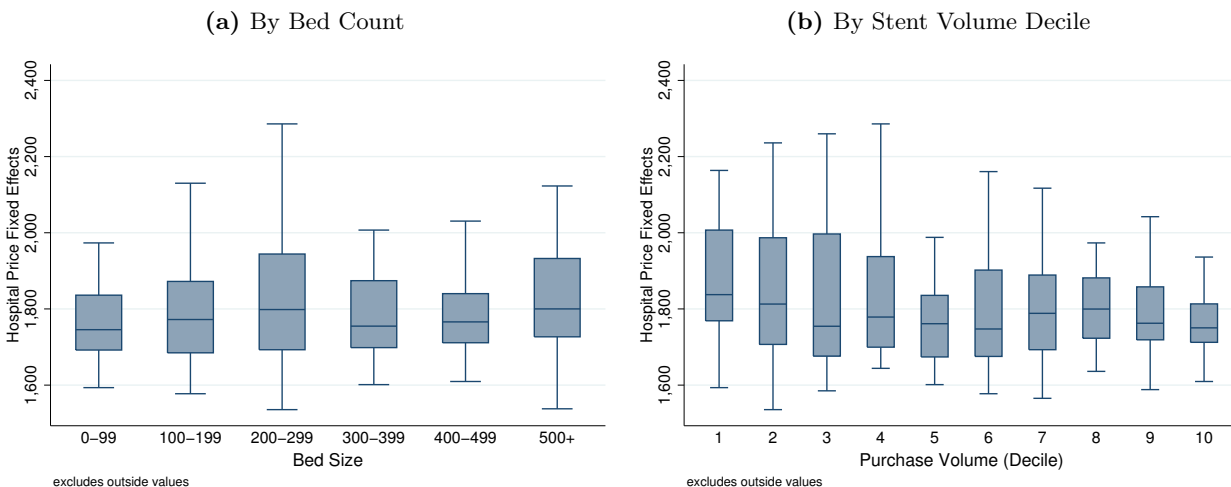 (a) By Bed Count
Hospital Price Fixed Effects
2,400
2,200
2,000
1,800
1,600
0−99 100−199 200−299 300−399 400−499 500+
Bed Size
excludes outside values
(b) By Stent Volume Decile
Hospital Price Fixed Effects
2,400
2,200
2,000
1,800
1,600
1 2 3 4 5 6 7 8 9 10
Purchase Volume (Decile)
excludes outside values